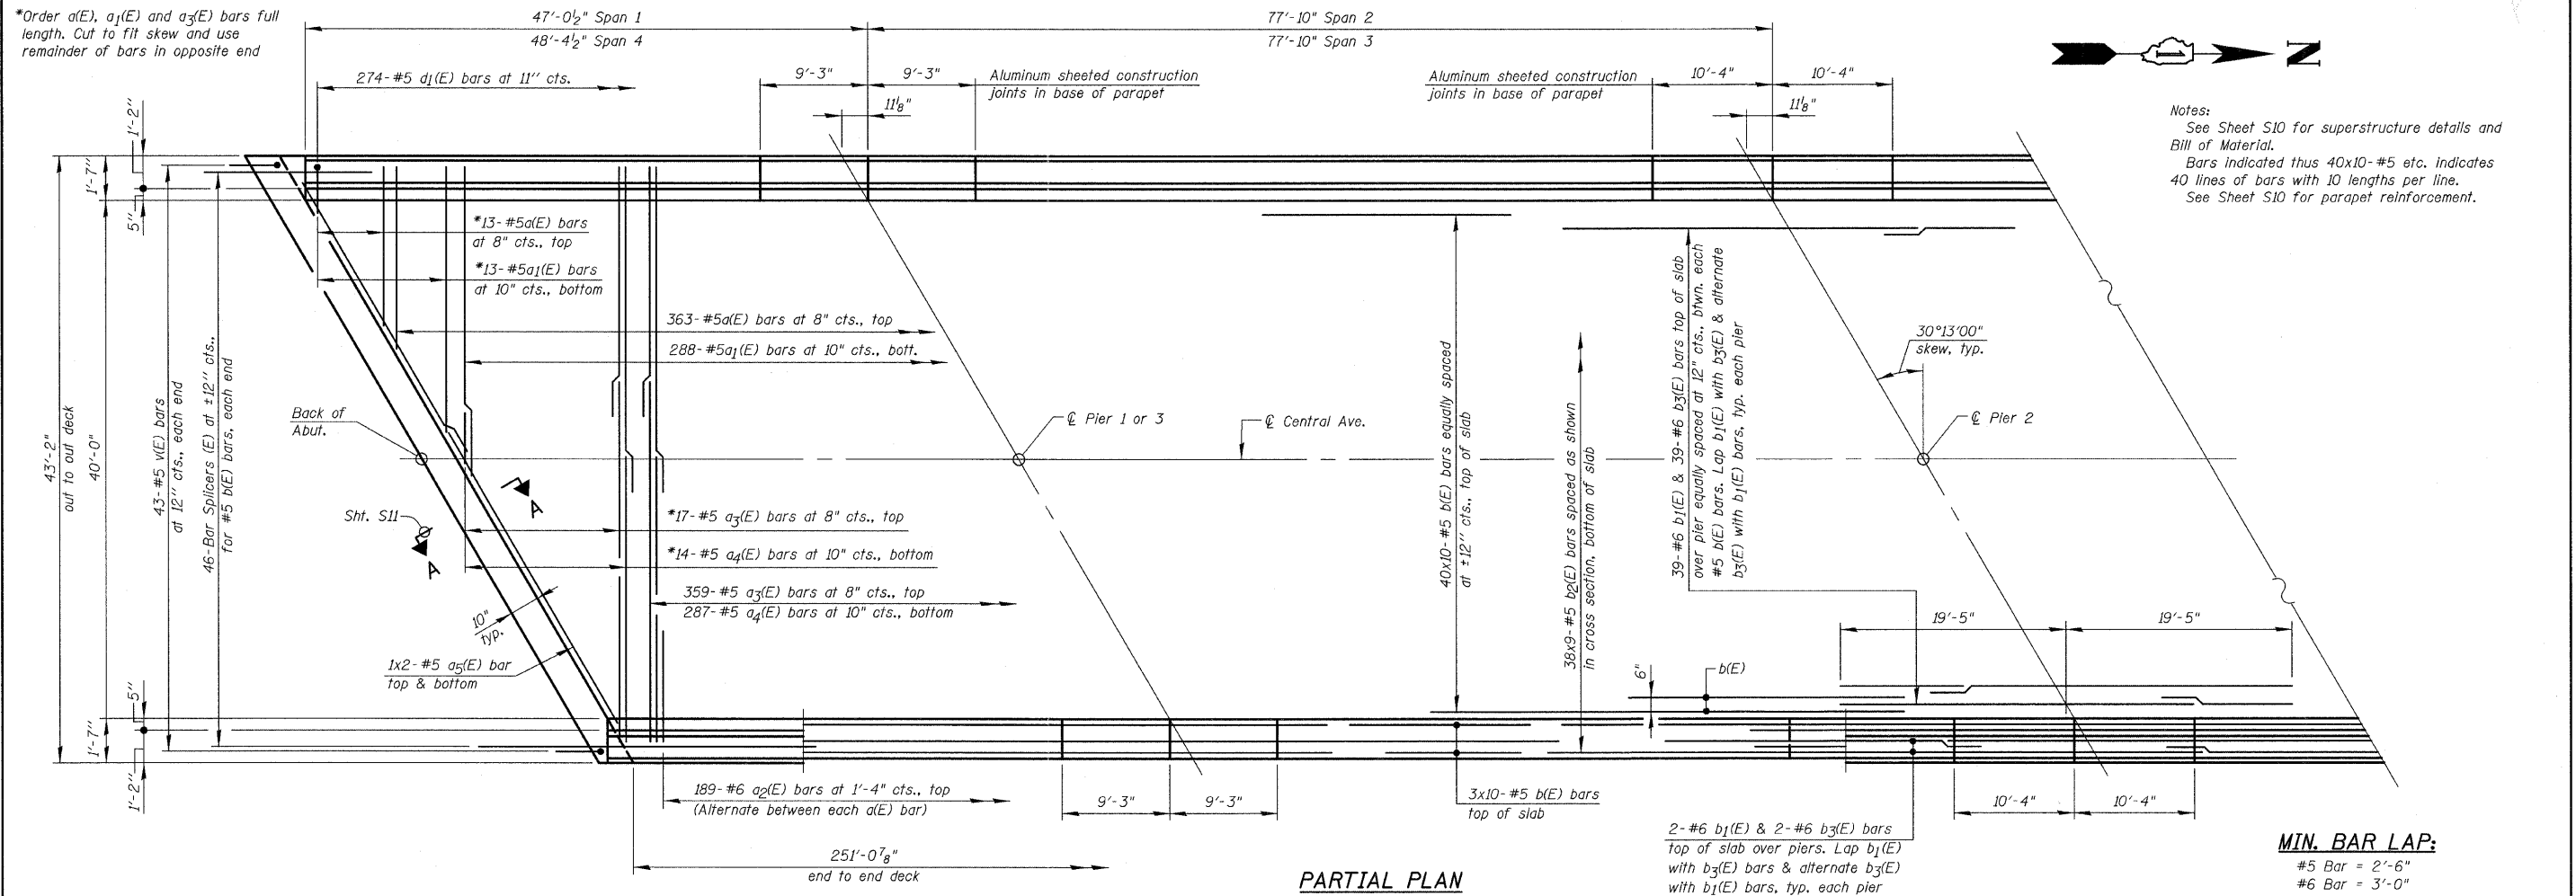 *Order a(E), a1(E) and a3(E) bars full
length. Cut to fit skew and use
remainder of bars in opposite end
47'-0½" Span 1
48'-4½" Span 4
77'-10" Span 2
77'-10" Span 3
N
274-#5 d1(E) bars at 11" cts.
9'-3"
9'-3"
Aluminum sheeted construction
joints in base of parapet
Aluminum sheeted construction
joints in base of parapet
10'-4"
10'-4"
11⅛"
11⅛"
Notes:
See Sheet S10 for superstructure details and
Bill of Material.
Bars indicated thus 40x10-#5 etc. indicates
40 lines of bars with 10 lengths per line.
See Sheet S10 for parapet reinforcement.
1'-2"
1'-7"
5"
*13-#5a(E) bars
at 8" cts., top
*13-#5a1(E) bars
at 10" cts., bottom
363-#5a(E) bars at 8" cts., top
288-#5a1(E) bars at 10" cts., bott.
43'-2"
out to out deck
40'-0"
43-#5 v(E) bars
at 12" cts., each end
46-Bar Splicers (E) at ±12" cts.,
for #5 b(E) bars, each end
Back of
Abut.
℄ Pier 1 or 3
℄ Central Ave.
40x10-#5 b(E) bars equally spaced
at ±12" cts., top of slab
38x9-#5 b2(E) bars spaced as shown
in cross section, bottom of slab
39-#6 b1(E) & 39-#6 b3(E) bars top of slab
over pier equally spaced at 12" cts., btwn. each
#5 b(E) bars. Lap b1(E) with b3(E) & alternate
b3(E) with b1(E) bars, typ. each pier
30°13'00"
skew, typ.
℄ Pier 2
Sht. S11
A
A
*17-#5 a3(E) bars at 8" cts., top
*14-#5 a4(E) bars at 10" cts., bottom
359-#5 a3(E) bars at 8" cts., top
287-#5 a4(E) bars at 10" cts., bottom
10"
typ.
1x2-#5 a5(E) bar
top & bottom
19'-5"
19'-5"
6"
b(E)
5"
1'-7"
1'-2"
189-#6 a2(E) bars at 1'-4" cts., top
(Alternate between each a(E) bar)
9'-3"
9'-3"
3x10-#5 b(E) bars
top of slab
10'-4"
10'-4"
2-#6 b1(E) & 2-#6 b3(E) bars
top of slab over piers. Lap b1(E)
with b3(E) bars & alternate b3(E)
with b1(E) bars, typ. each pier
251'-0⅞"
end to end deck
PARTIAL PLAN
MIN. BAR LAP:
#5 Bar = 2'-6"
#6 Bar = 3'-0"